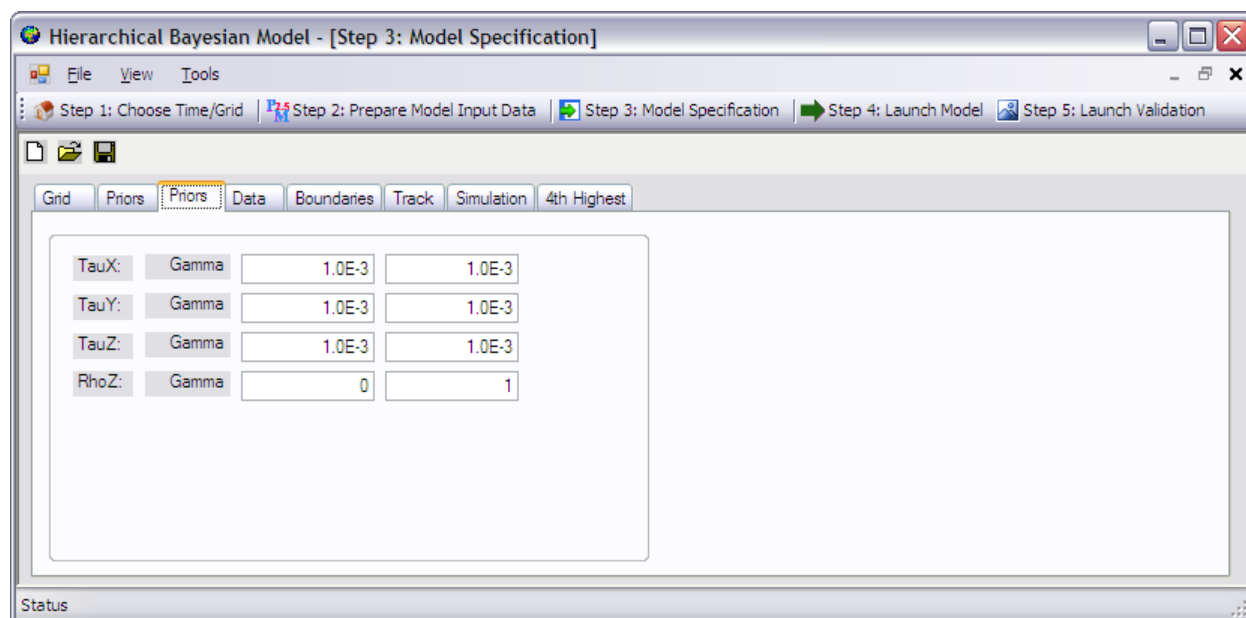 Hierarchical Bayesian Model - [Step 3: Model Specification]
File View Tools
Step 1: Choose Time/Grid P2.5 M Step 2: Prepare Model Input Data Step 3: Model Specification Step 4: Launch Model Step 5: Launch Validation
Grid Priors Priors Data Boundaries Track Simulation 4th Highest
TauX: Gamma 1.0E-3 1.0E-3
TauY: Gamma 1.0E-3 1.0E-3
TauZ: Gamma 1.0E-3 1.0E-3
RhoZ: Gamma 0 1
Status